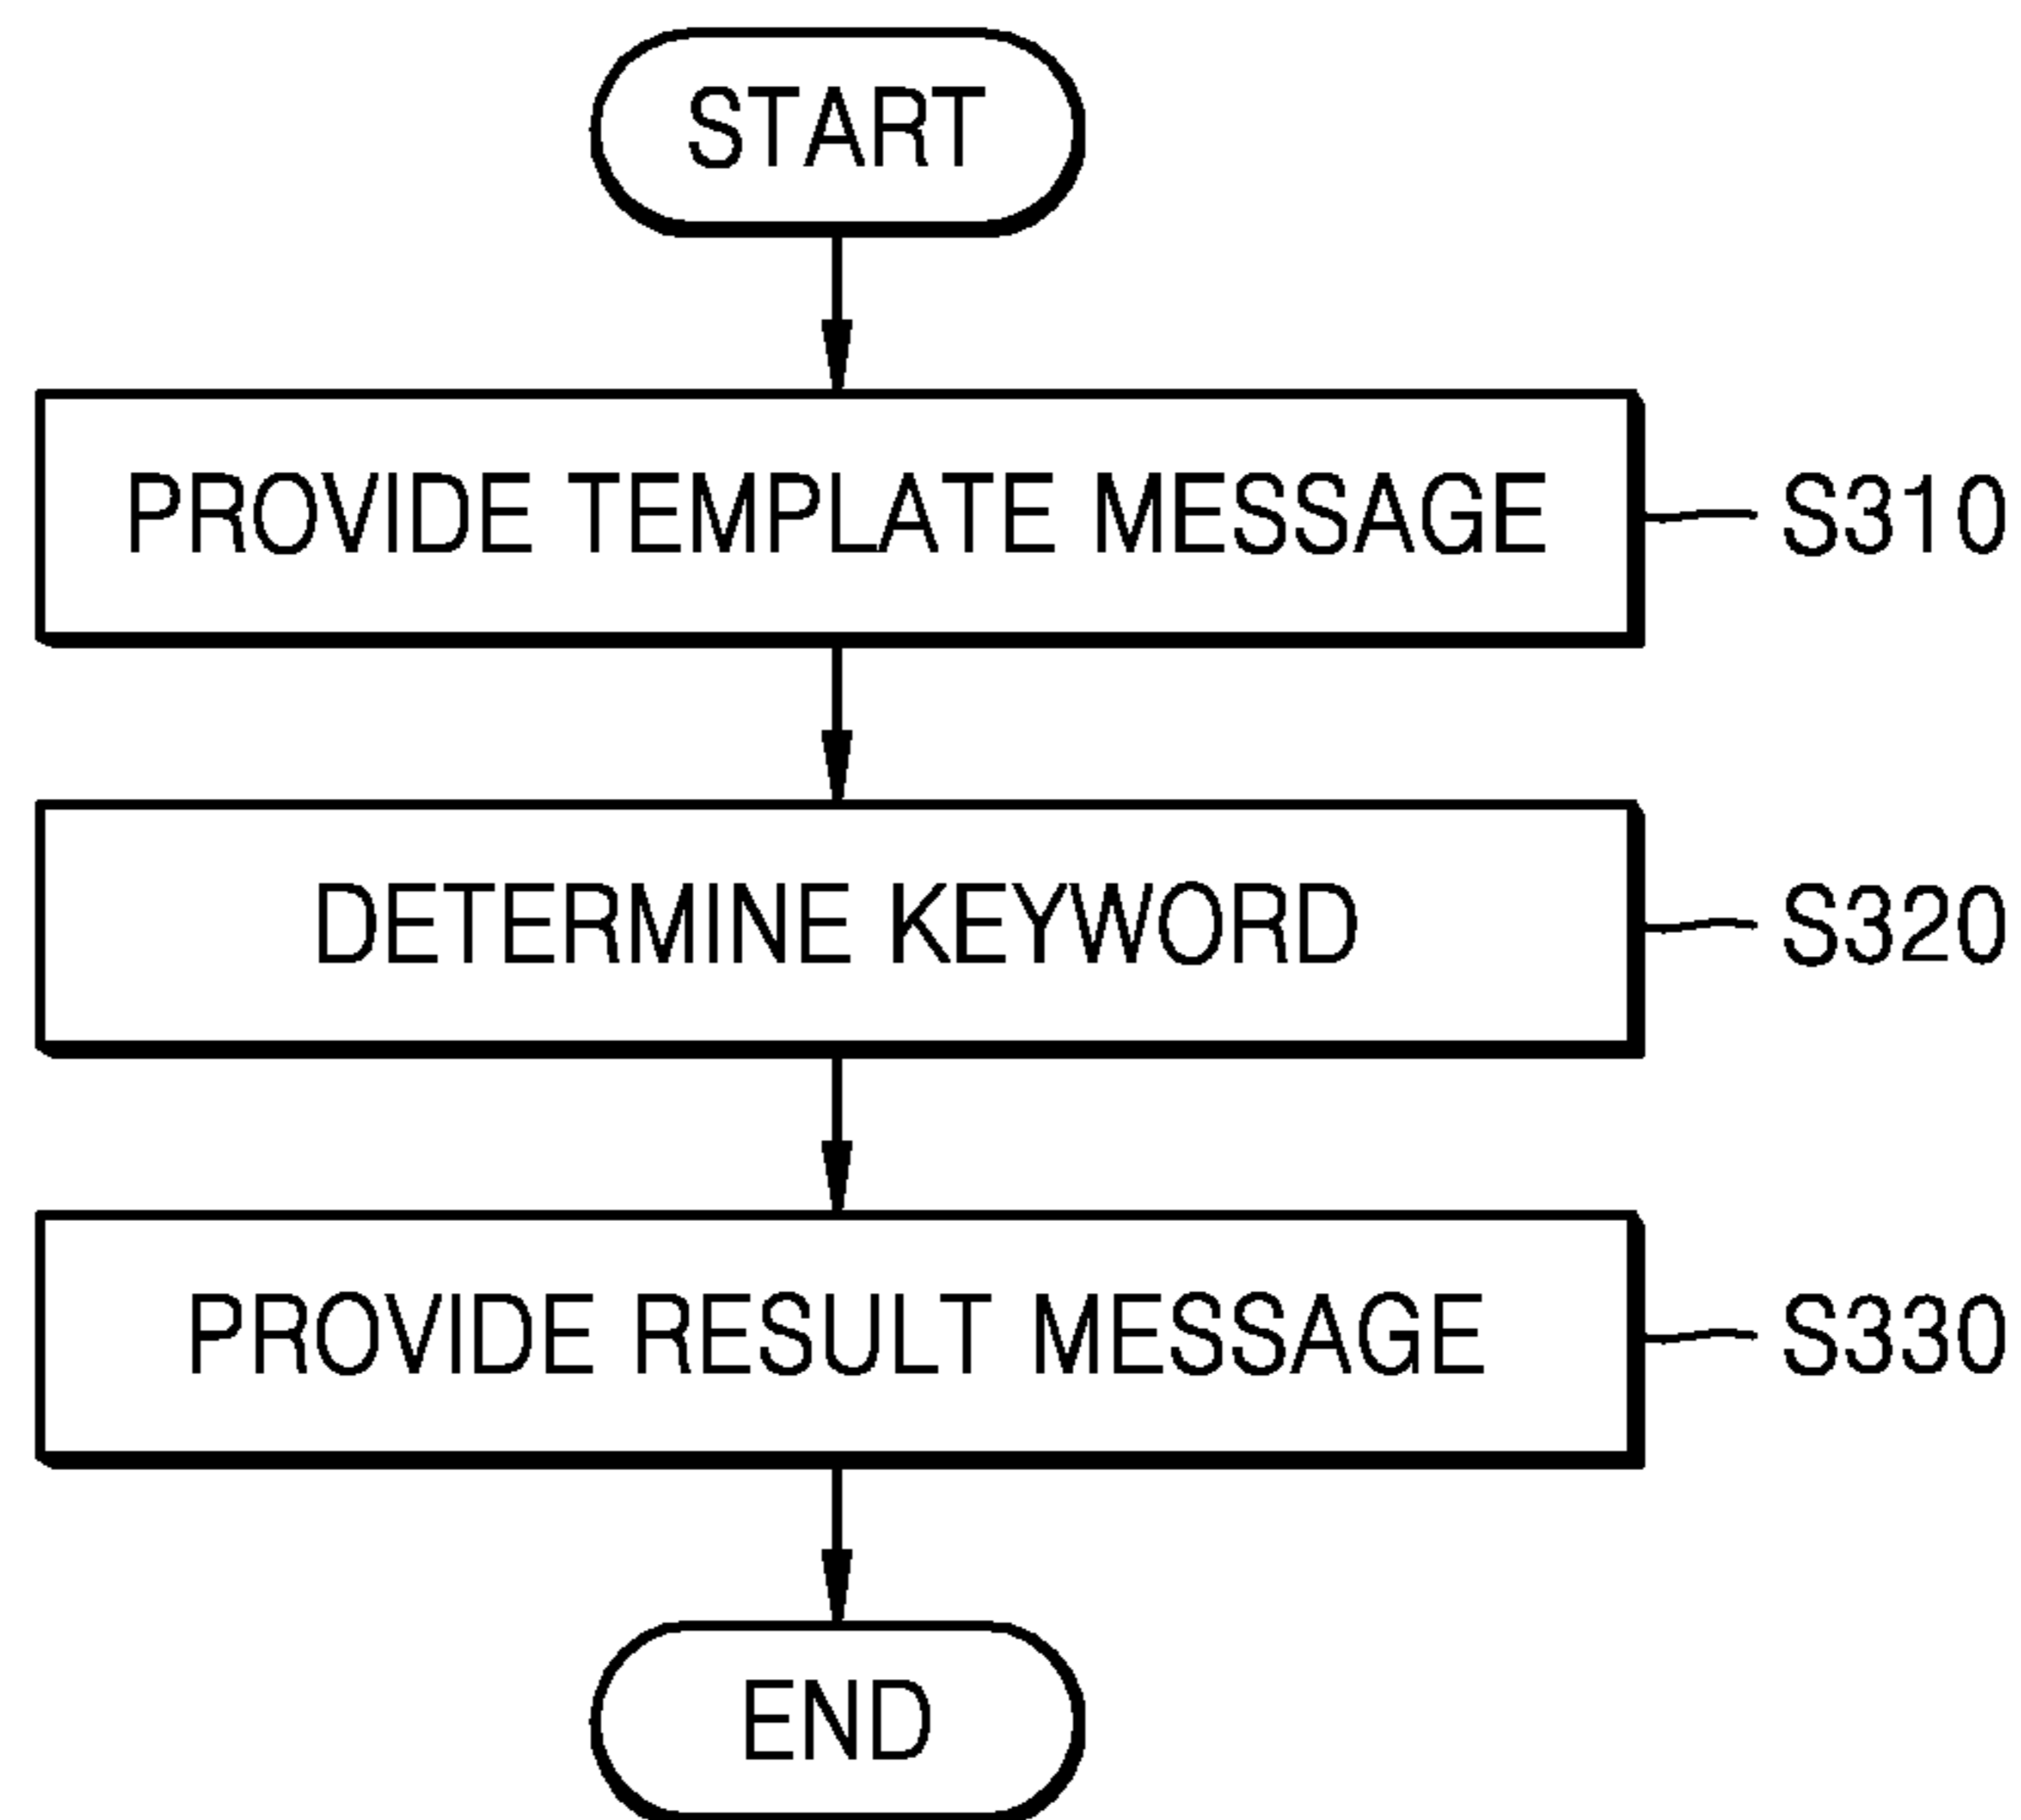 START
PROVIDE TEMPLATE MESSAGE S310
DETERMINE KEYWORD S320
PROVIDE RESULT MESSAGE S330
END